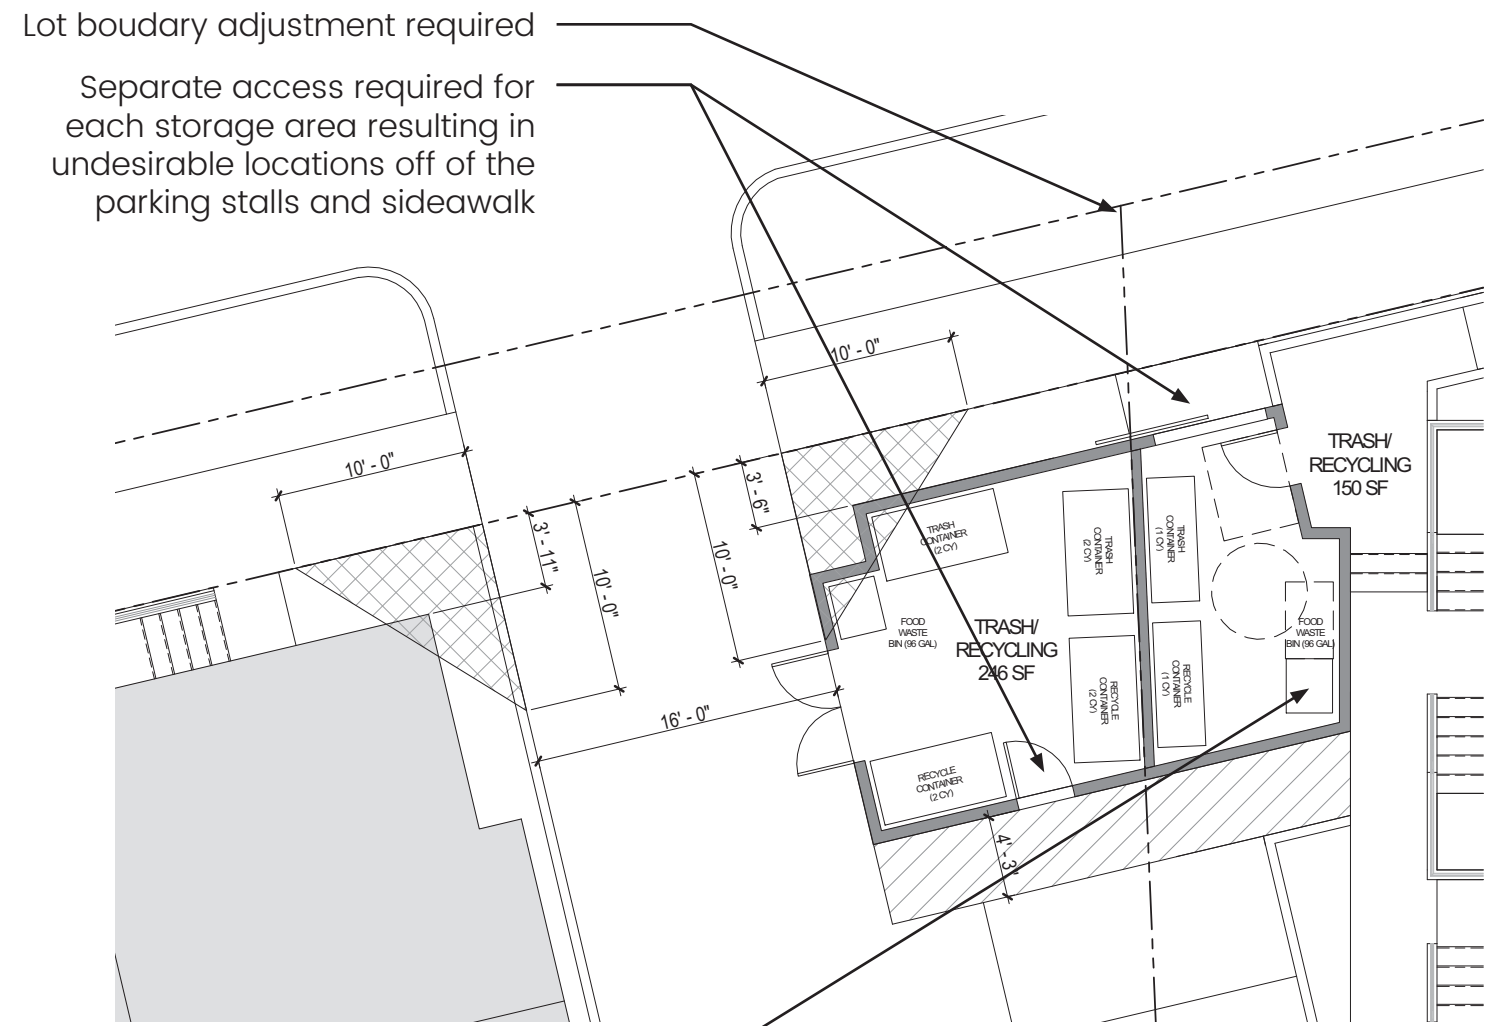 Lot boudary adjustment required
Separate access required for
each storage area resulting in
undesirable locations off of the
parking stalls and sideawalk
10' - 0"
10' - 0"
3' - 6"
3' - 11"
10' - 0"
10' - 0"
16' - 0"
4' - 3"
TRASH
CONTAINER
(2 CY)
TRASH
CONTAINER
(2 CY)
TRASH
CONTAINER
(1 CY)
TRASH/
RECYCLING
150 SF
FOOD
WASTE
BIN (96 GAL)
TRASH/
RECYCLING
246 SF
FOOD
WASTE
BIN (96 GAL)
RECYCLE
CONTAINER
(2 CY)
RECYCLE
CONTAINER
(1 CY)
RECYCLE
CONTAINER
(2 CY)